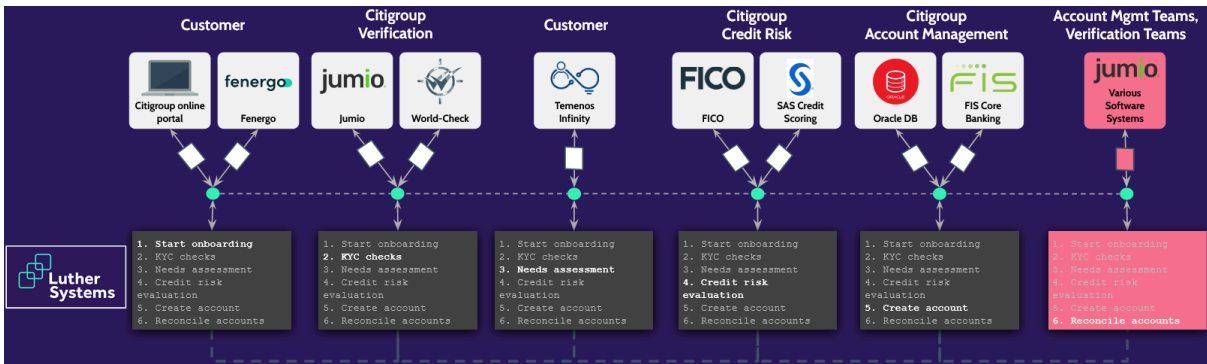 Customer
Citigroup
Verification
Customer
Citigroup
Credit Risk
Citigroup
Account Management
Account Mgmt Teams,
Verification Teams
Citigroup online
portal
fenergo
Fenergo
jumio
Jumio
World-Check
Temenos
Infinity
FICO
FICO
SAS Credit
Scoring
ORACLE
Oracle DB
FIS
FIS Core
Banking
jumio
Various
Software
Systems
Luther
Systems
1. Start onboarding
2. KYC checks
3. Needs assessment
4. Credit risk
evaluation
5. Create account
6. Reconcile accounts
1. Start onboarding
2. KYC checks
3. Needs assessment
4. Credit risk
evaluation
5. Create account
6. Reconcile accounts
1. Start onboarding
2. KYC checks
3. Needs assessment
4. Credit risk
evaluation
5. Create account
6. Reconcile accounts
1. Start onboarding
2. KYC checks
3. Needs assessment
4. Credit risk
evaluation
5. Create account
6. Reconcile accounts
1. Start onboarding
2. KYC checks
3. Needs assessment
4. Credit risk
evaluation
5. Create account
6. Reconcile accounts
1. Start onboarding
2. KYC checks
3. Needs assessment
4. Credit risk
evaluation
5. Create account
6. Reconcile accounts